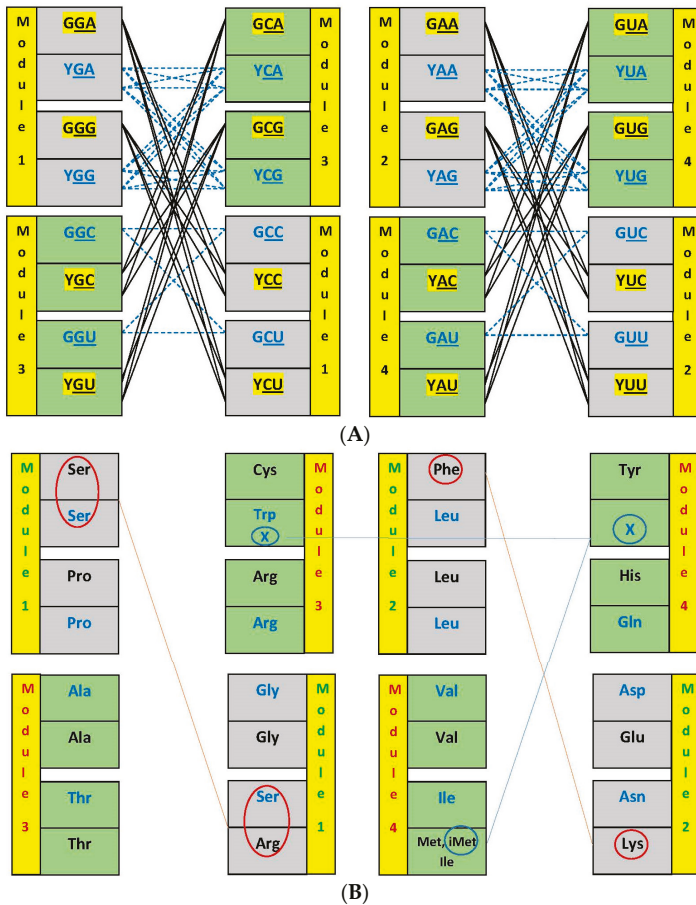 Module 1
GGA
YGA
GGG
YGG
GCA
YCA
GCG
YCG
Module 3
Module 2
GAA
YAA
GAG
YAG
GUA
YUA
GUG
YUG
Module 4
Module 3
GGC
YGC
GGU
YGU
GCC
YCC
GCU
YCU
Module 1
Module 4
GAC
YAC
GAU
YAU
GUC
YUC
GUU
YUU
Module 2
(A)
Module 1
Ser
Ser
Pro
Pro
Cys
Trp
X
Arg
Arg
Module 3
Module 2
Phe
Leu
Leu
Leu
Tyr
X
His
Gln
Module 4
Module 3
Ala
Ala
Thr
Thr
Gly
Gly
Ser
Arg
Module 1
Module 4
Val
Val
Ile
Met, iMet
Ile
Asp
Glu
Asn
Lys
Module 2
(B)